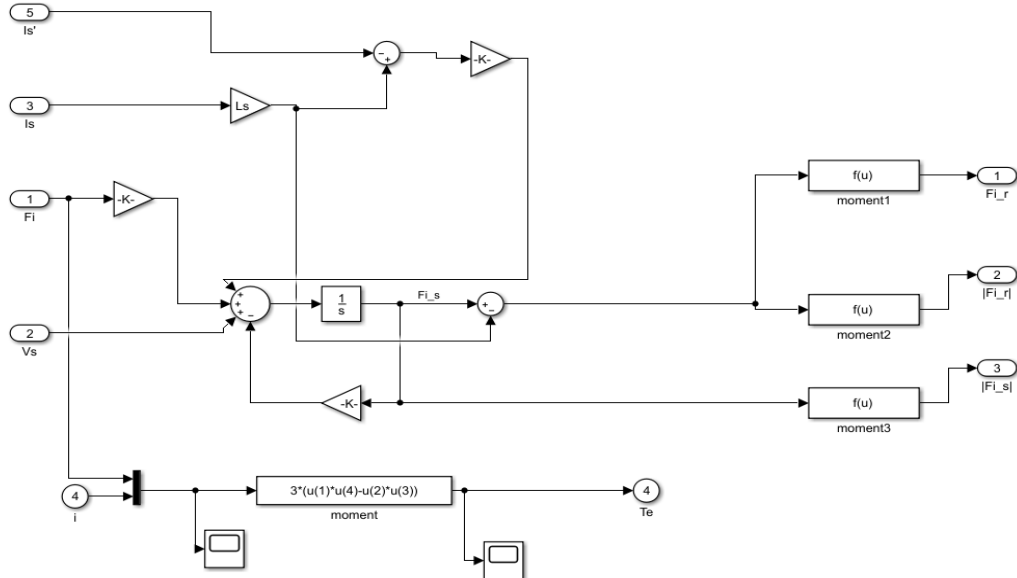 5
Is'
-
+
-K-
3
Is
Ls
1
Fi
-K-
f(u)
moment1
1
Fi_r
+
+
+
-
1
s
Fi_s
+
-
f(u)
moment2
2
|Fi_r|
2
Vs
-K-
f(u)
moment3
3
|Fi_s|
4
i
3*(u(1)*u(4)-u(2)*u(3))
moment
4
Te